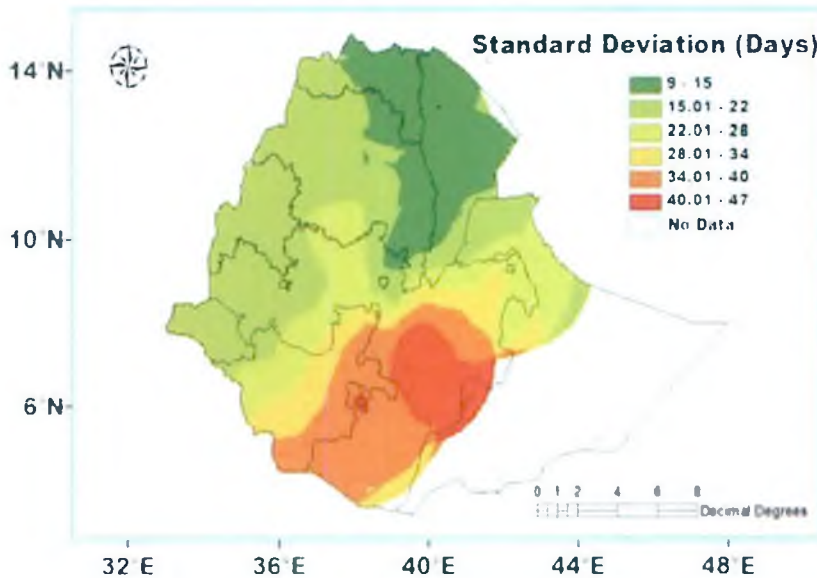 Standard Deviation (Days)
9 - 15
15.01 - 22
22.01 - 28
28.01 - 34
34.01 - 40
40.01 - 47
No Data
14°N
10°N
6°N
0 1 2 4 6 8
Decimal Degrees
32°E 36°E 40°E 44°E 48°E